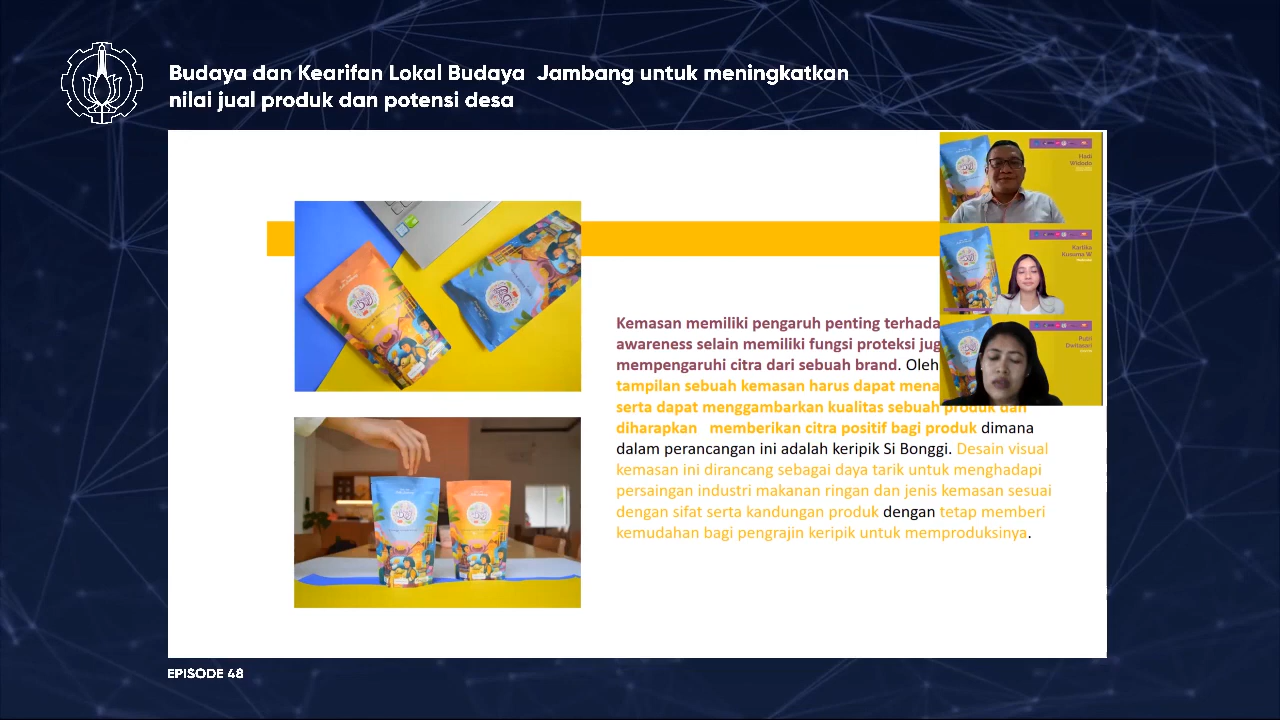 Budaya dan Kearifan Lokal Budaya Jambang untuk meningkatkan
nilai jual produk dan potensi desa
Hadi
Widodo
Kartika
Kusuma W
Putri
Dwitasari
Kemasan memiliki pengaruh penting terhada
awareness selain memiliki fungsi proteksi jug
mempengaruhi citra dari sebuah brand. Oleh
tampilan sebuah kemasan harus dapat mena
serta dapat menggambarkan kualitas sebuah produk dan
diharapkan memberikan citra positif bagi produk dimana
dalam perancangan ini adalah keripik Si Bonggi. Desain visual
kemasan ini dirancang sebagai daya tarik untuk menghadapi
persaingan industri makanan ringan dan jenis kemasan sesuai
dengan sifat serta kandungan produk dengan tetap memberi
kemudahan bagi pengrajin keripik untuk memproduksinya.
EPISODE 48